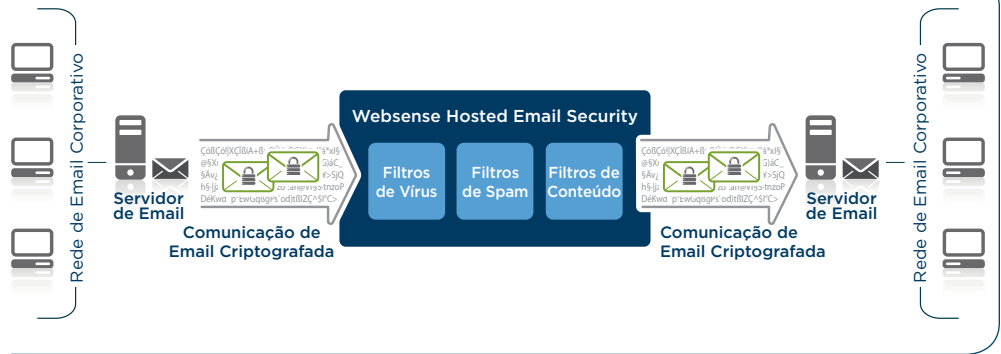 Rede de Email Corporativo
Servidor
de Email
Comunicação de
Email Criptografada
Websense Hosted Email Security
Filtros
de Vírus
Filtros
de Spam
Filtros de
Conteúdo
Comunicação de
Email Criptografada
Servidor
de Email
Rede de Email Corporativo